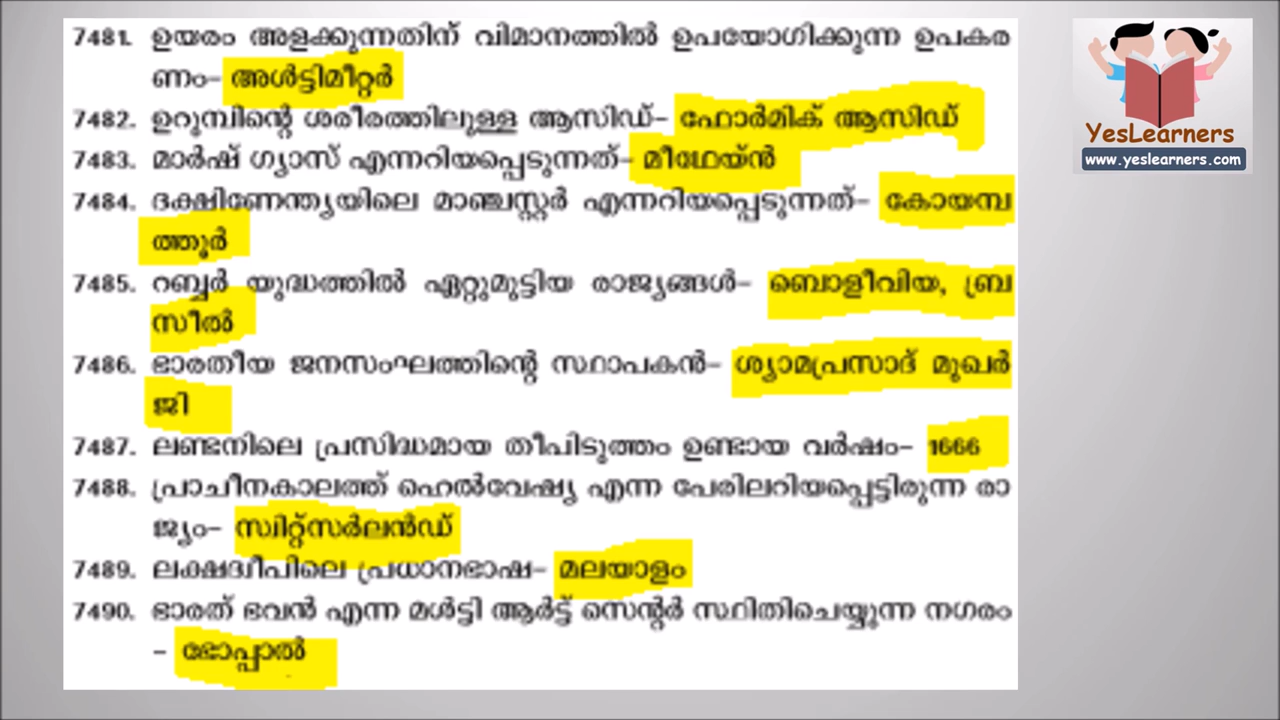 7481. ഉയരം അളക്കുന്നതിന് വിമാനത്തിൽ ഉപയോഗിക്കുന്ന ഉപകര
ണം– അൾട്ടിമീറ്റർ
7482. ഉറുമ്പിന്റെ ശരീരത്തിലുള്ള ആസിഡ്– ഫോർമിക് ആസിഡ്
7483. മാർഷ് ഗ്യാസ് എന്നറിയപ്പെടുന്നത്– മീഥേയ്ൻ
7484. ദക്ഷിണേന്ത്യയിലെ മാഞ്ചസ്റ്റർ എന്നറിയപ്പെടുന്നത്– കോയമ്പ
ത്തൂർ
7485. റബ്ബർ യുദ്ധത്തിൽ ഏറ്റുമുട്ടിയ രാജ്യങ്ങൾ– ബൊളീവിയ, ബ്ര
സീൽ
7486. ഭാരതീയ ജനസംഘത്തിന്റെ സ്ഥാപകൻ– ശ്യാമപ്രസാദ് മുഖർ
ജി
7487. ലണ്ടനിലെ പ്രസിദ്ധമായ തീപിടുത്തം ഉണ്ടായ വർഷം– 1666
7488. പ്രാചീനകാലത്ത് ഹെൽവേഷ്യ എന്ന പേരിലറിയപ്പെട്ടിരുന്ന രാ
ജ്യം– സ്വിറ്റ്സർലൻഡ്
7489. ലക്ഷദ്വീപിലെ പ്രധാനഭാഷ– മലയാളം
7490. ഭാരത് ഭവൻ എന്ന മൾട്ടി ആർട്ട് സെന്റർ സ്ഥിതിചെയ്യുന്ന നഗരം
– ഭോപ്പാൽ
YesLearners
www.yeslearners.com